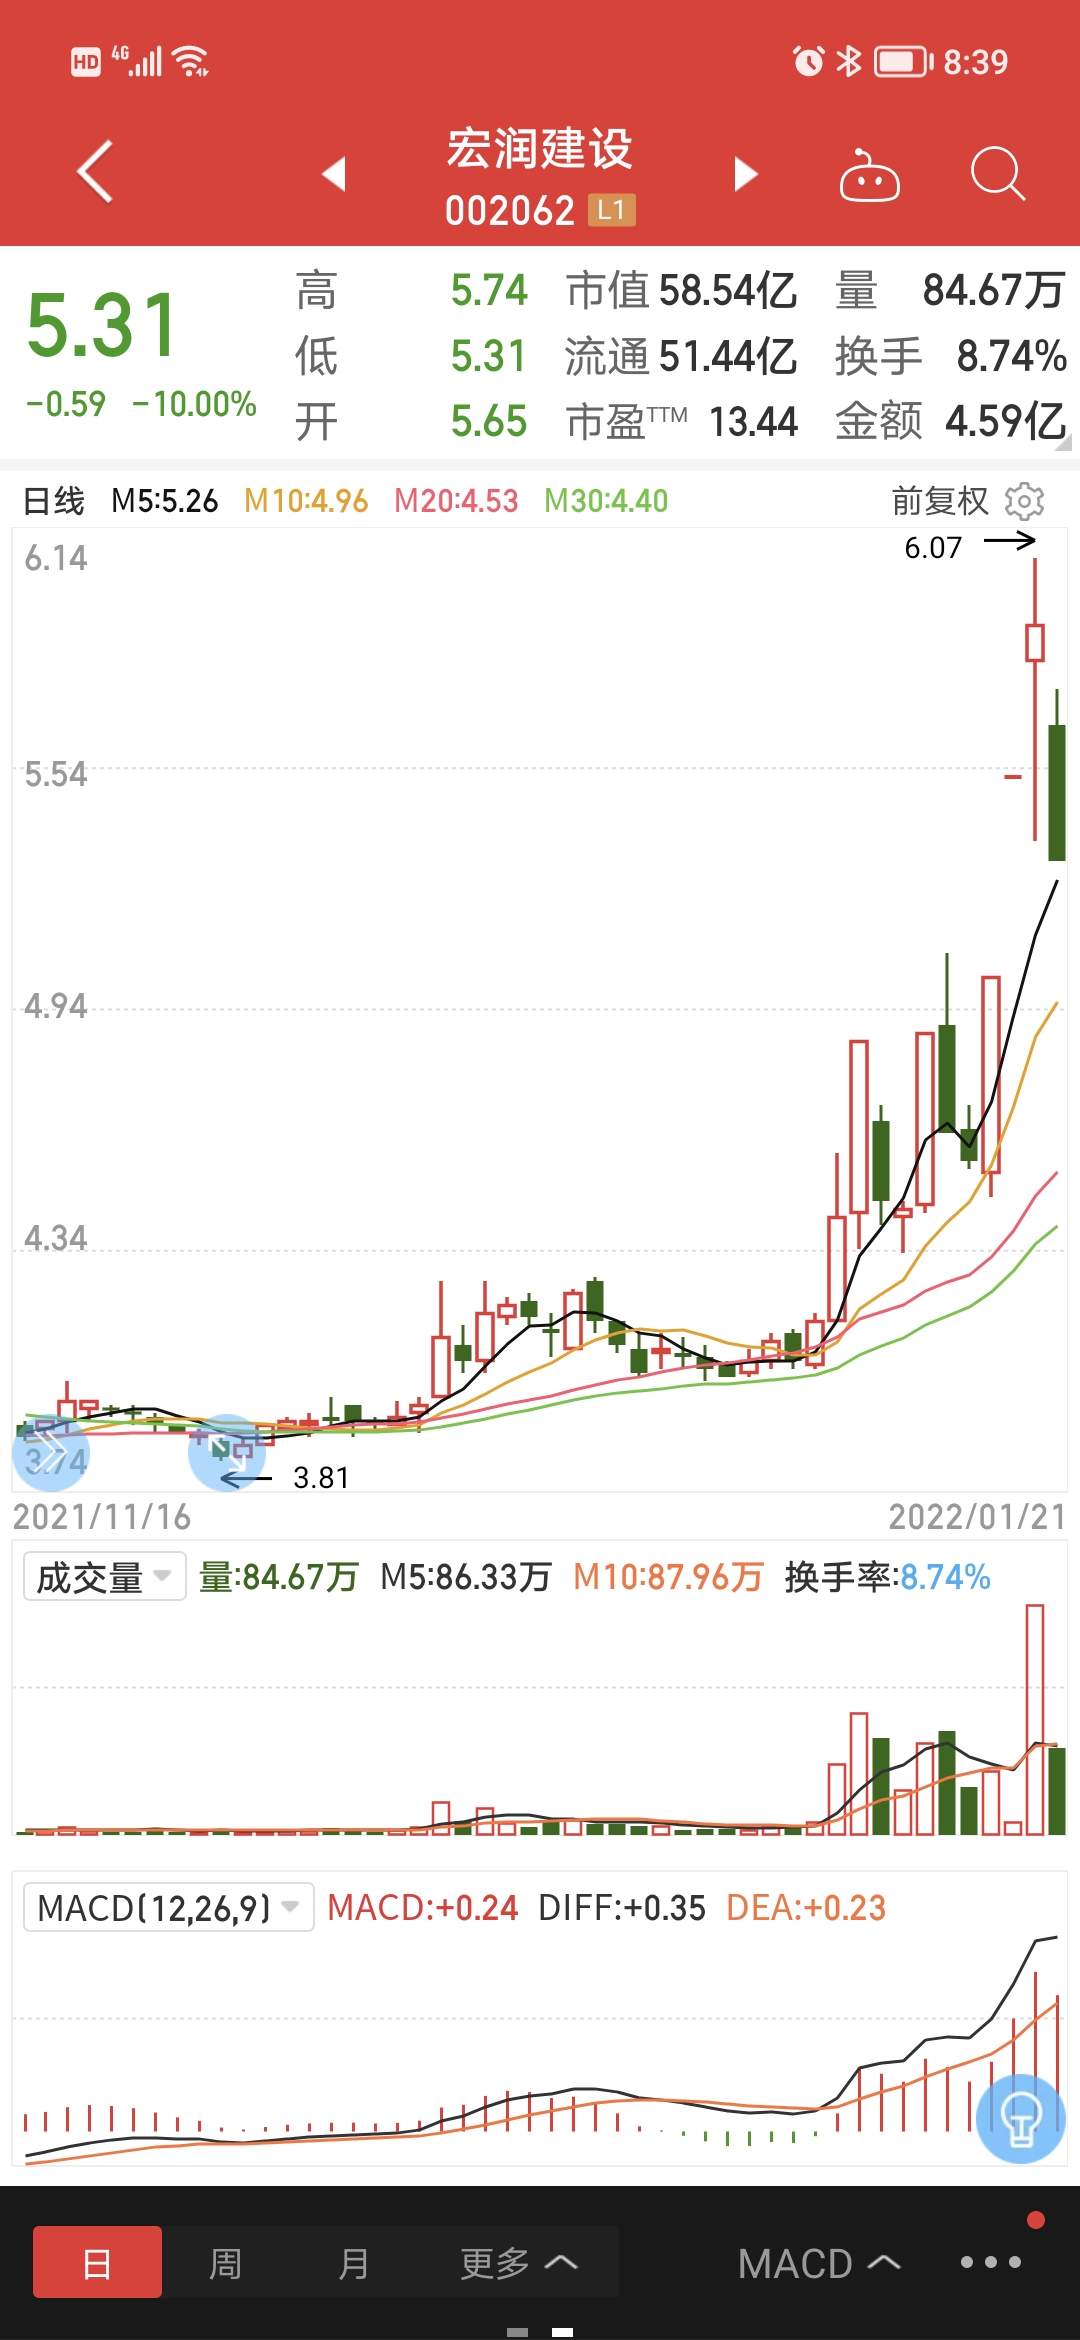 HD 4G 8:39
宏润建设
002062 L1
5.31
-0.59 -10.00%
高 5.74 市值 58.54亿 量 84.67万
低 5.31 流通 51.44亿 换手 8.74%
开 5.65 市盈TTM 13.44 金额 4.59亿
日线 M5:5.26 M10:4.96 M20:4.53 M30:4.40 前复权
6.14
6.07
5.54
4.94
4.34
3.74
3.81
2021/11/16 2022/01/21
成交量 量:84.67万 M5:86.33万 M10:87.96万 换手率:8.74%
MACD(12,26,9) MACD:+0.24 DIFF:+0.35 DEA:+0.23
日 周 月 更多 MACD